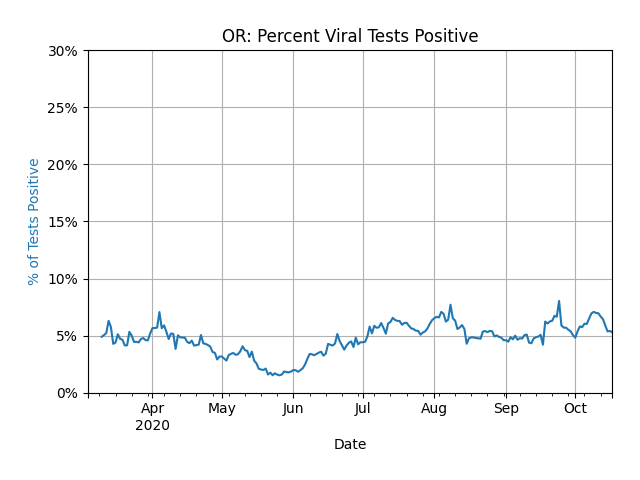 OR: Percent Viral Tests Positive
30%
25%
20%
15%
10%
5%
0%
% of Tests Positive
Apr May Jun Jul Aug Sep Oct
2020
Date